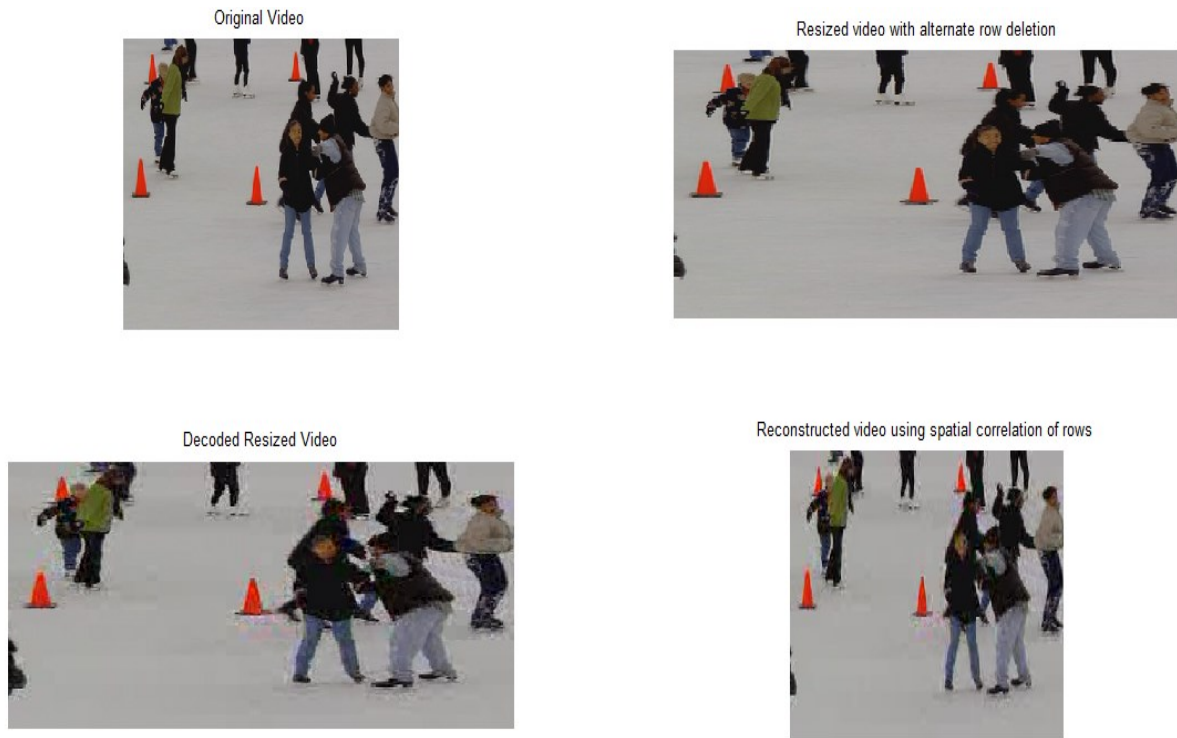 Original Video
Resized video with alternate row deletion
Decoded Resized Video
Reconstructed video using spatial correlation of rows